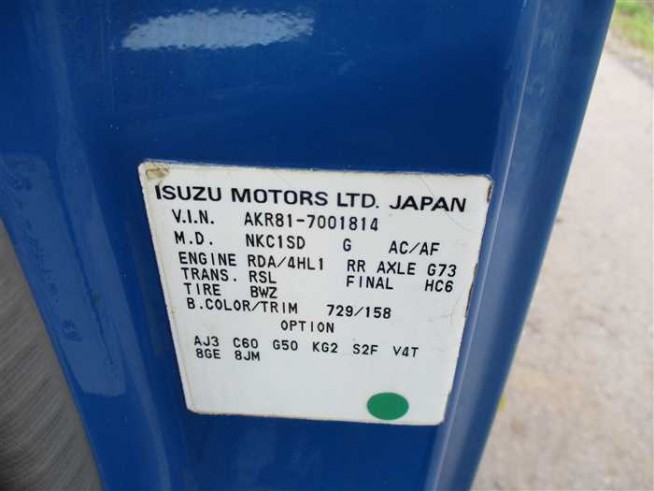 ISUZU MOTORS LTD. JAPAN
V.I.N. AKR81-7001814
M.D. NKC1SD G AC/AF
ENGINE RDA/4HL1 RR AXLE G73
TRANS. RSL FINAL HC6
TIRE BWZ
B.COLOR/TRIM 729/158
OPTION
AJ3 C60 G50 KG2 S2F V4T
8GE 8JM